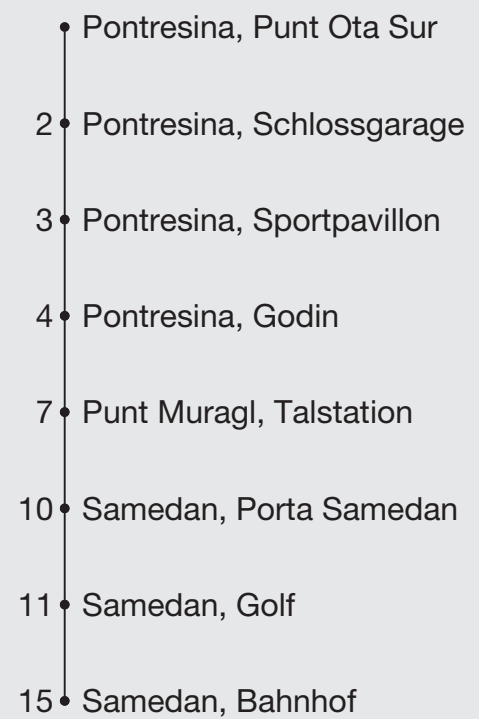 Pontresina, Punt Ota Sur
2 Pontresina, Schlossgarage
3 Pontresina, Sportpavillon
4 Pontresina, Godin
7 Punt Muragl, Talstation
10 Samedan, Porta Samedan
11 Samedan, Golf
15 Samedan, Bahnhof